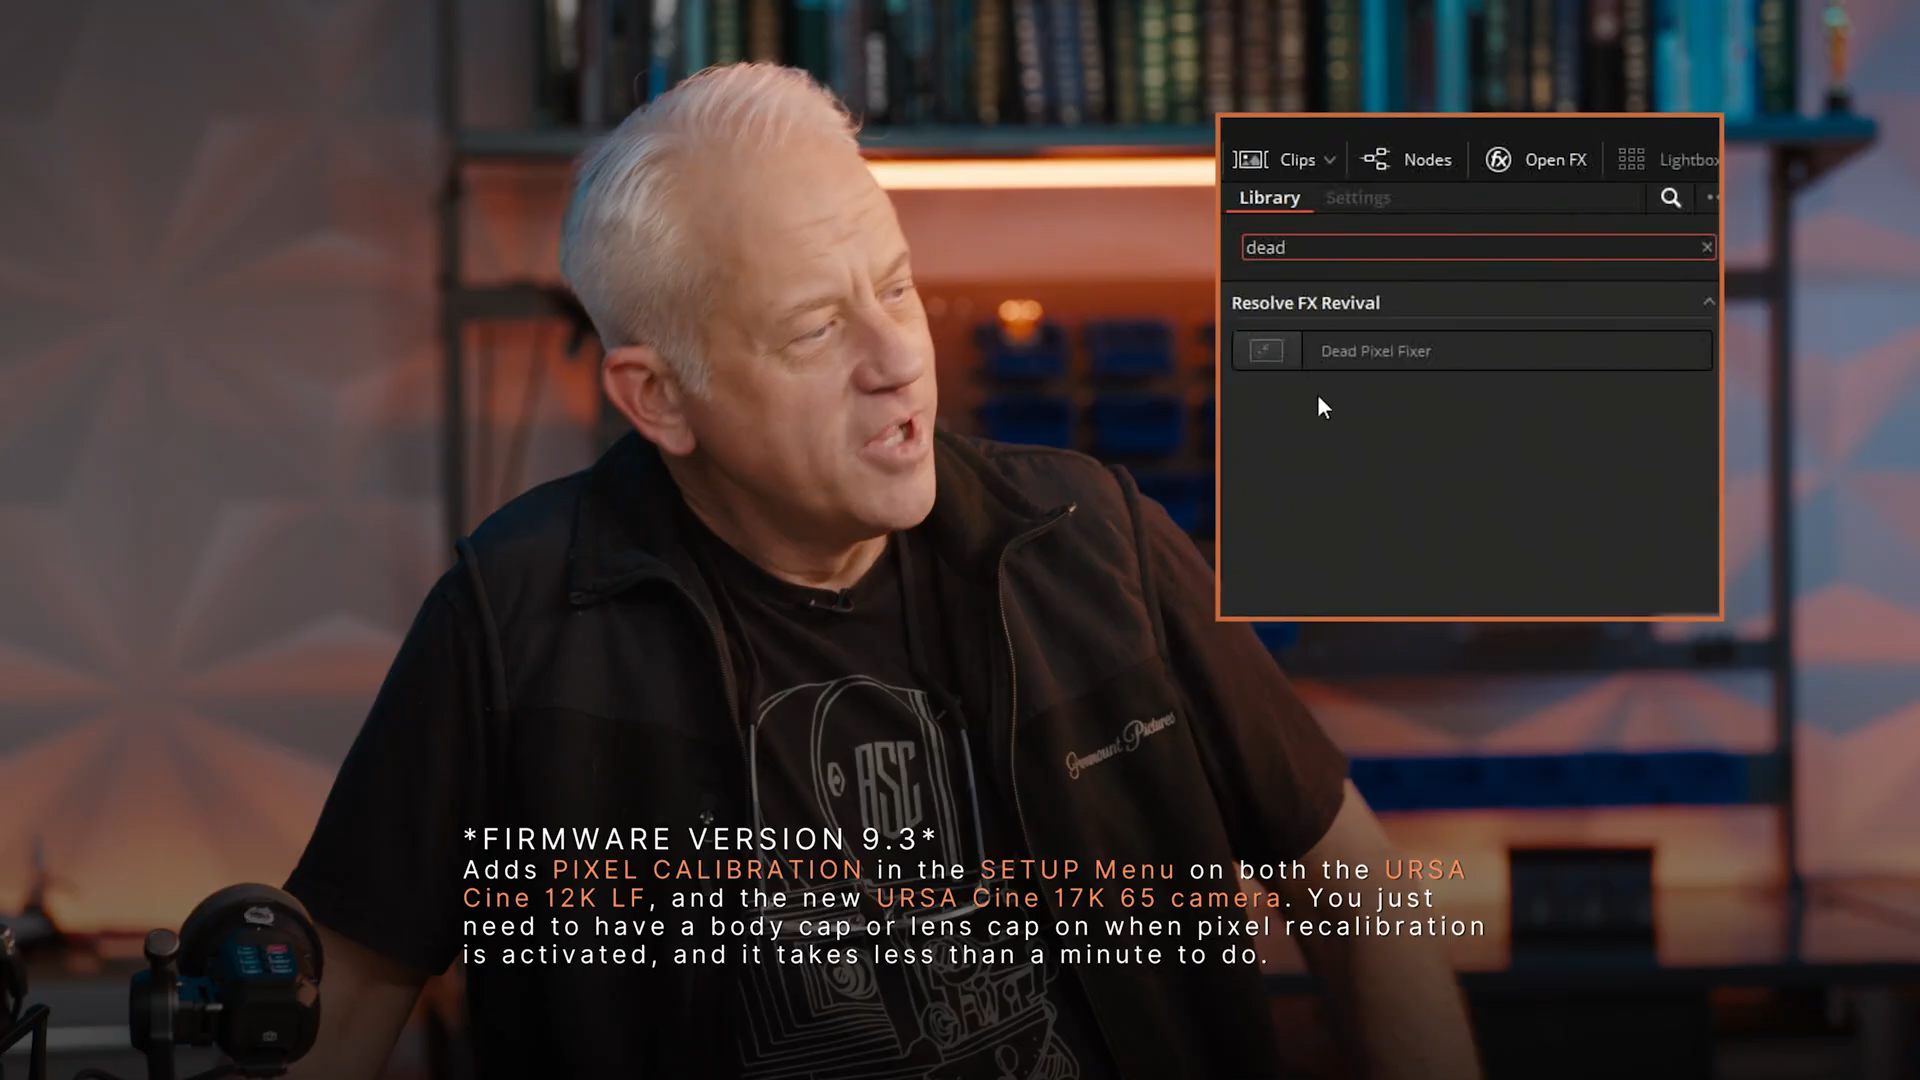 Clips
Nodes
Open FX
Lightbox
Library
Settings
dead
Resolve FX Revival
Dead Pixel Fixer
Paramount Pictures
ASC
*FIRMWARE VERSION 9.3*
Adds PIXEL CALIBRATION in the SETUP Menu on both the URSA
Cine 12K LF, and the new URSA Cine 17K 65 camera. You just
need to have a body cap or lens cap on when pixel recalibration
is activated, and it takes less than a minute to do.